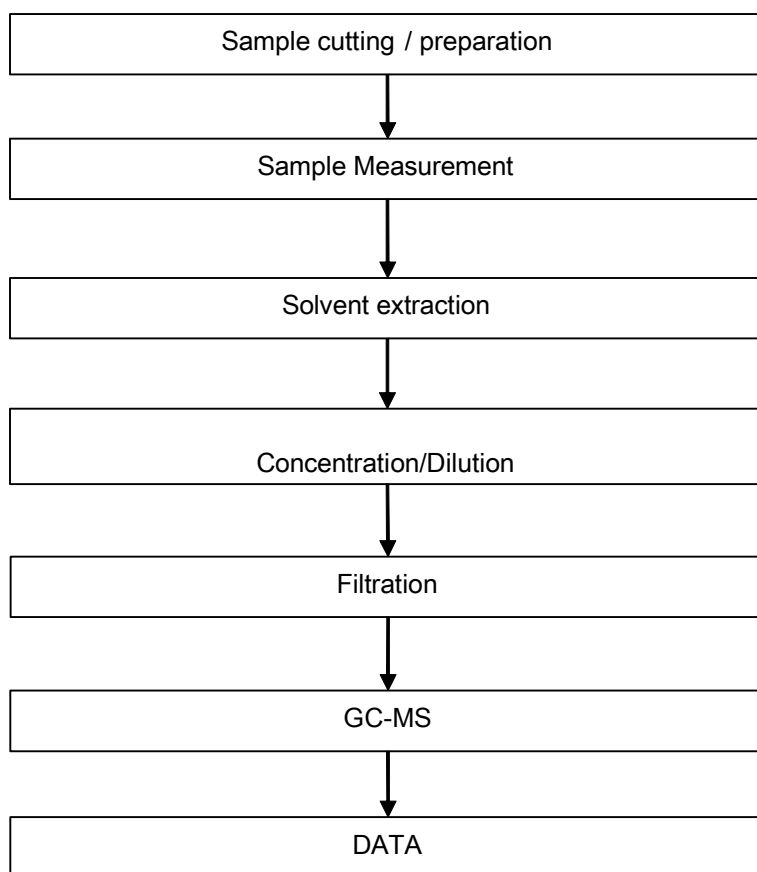 Sample cutting / preparation
Sample Measurement
Solvent extraction
Concentration/Dilution
Filtration
GC-MS
DATA